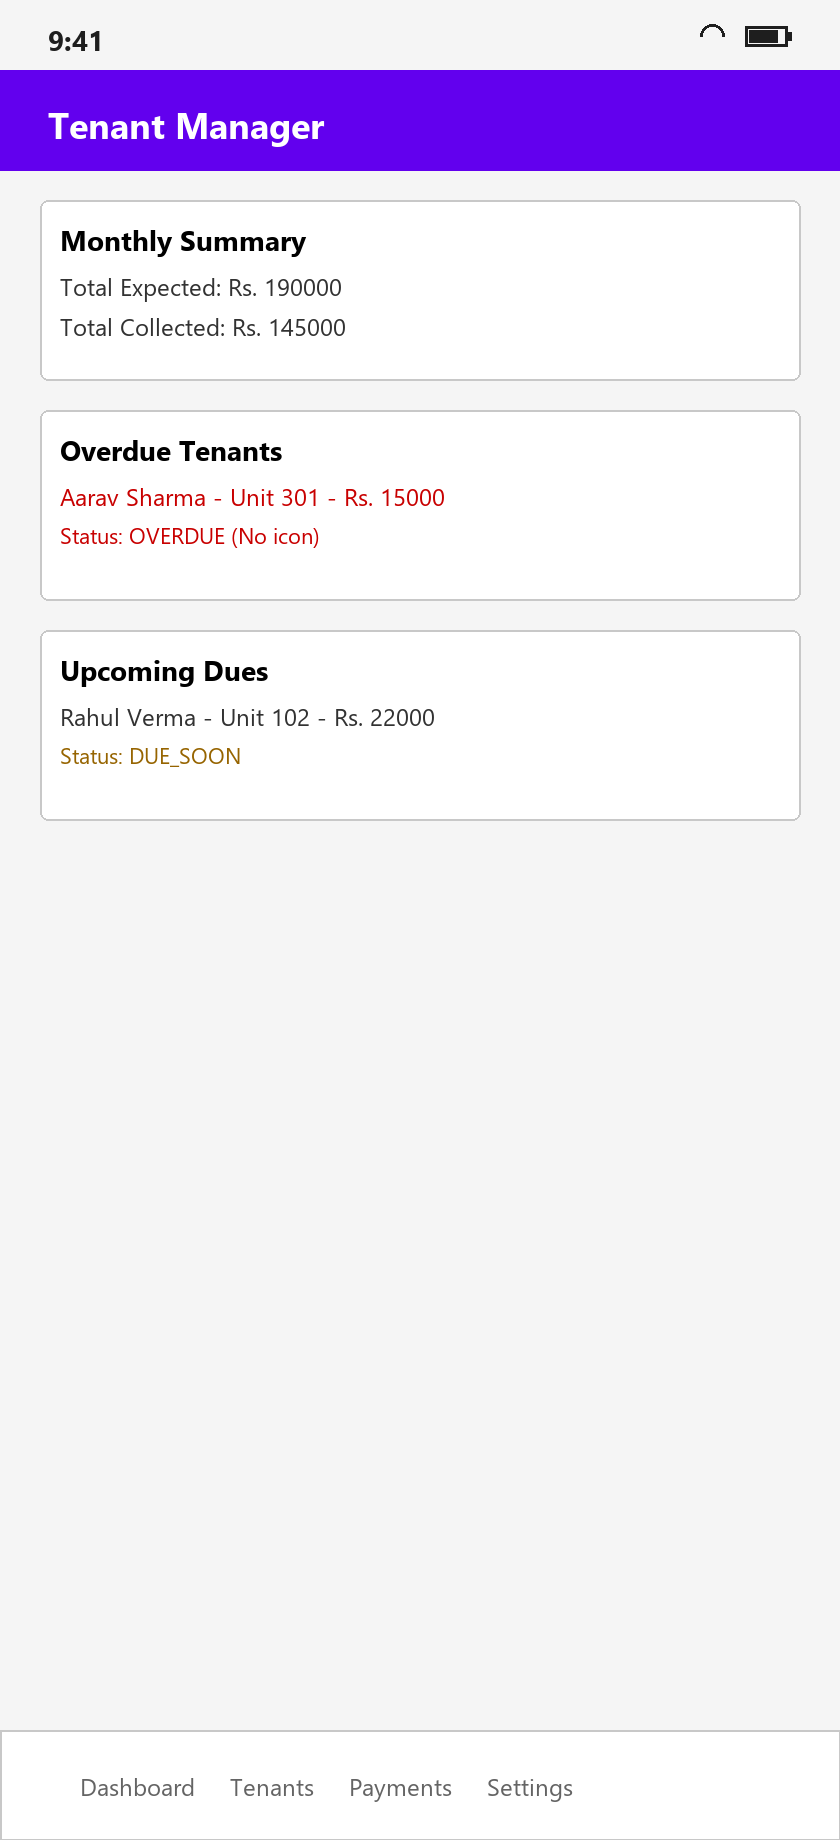 9:41
Tenant Manager
Monthly Summary
Total Expected: Rs. 190000
Total Collected: Rs. 145000
Overdue Tenants
Aarav Sharma - Unit 301 - Rs. 15000
Status: OVERDUE (No icon)
Upcoming Dues
Rahul Verma - Unit 102 - Rs. 22000
Status: DUE_SOON
Dashboard Tenants Payments Settings